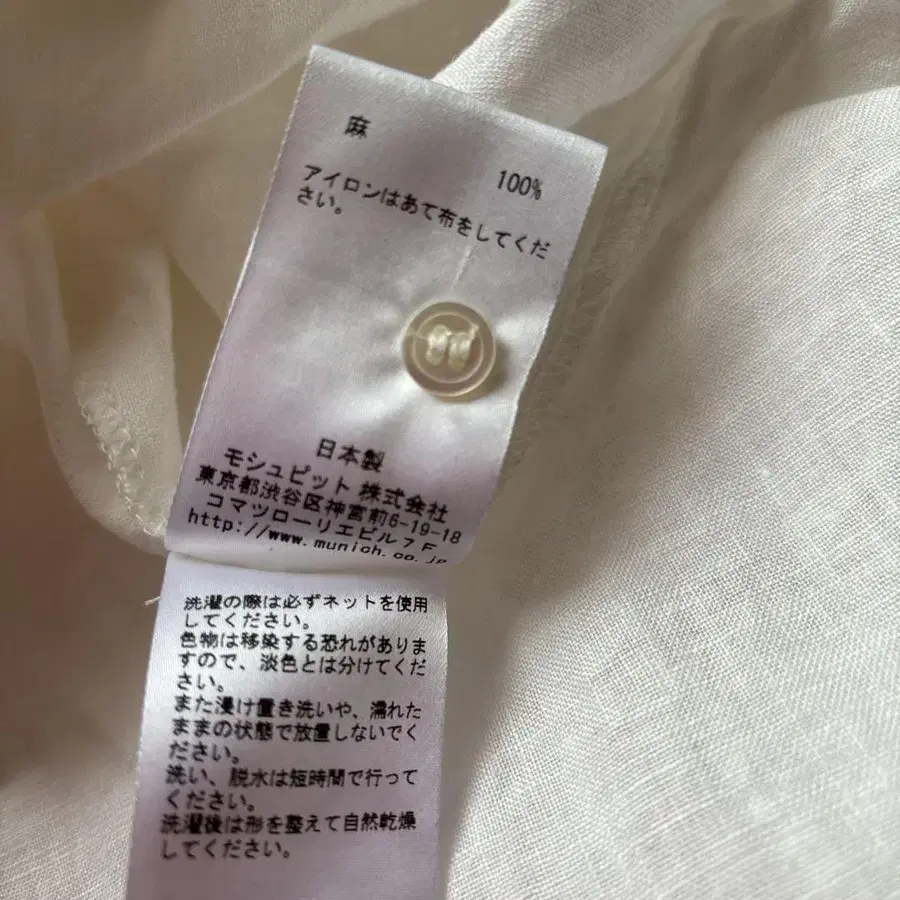 麻 100%
アイロンはあて布をしてくだ
さい。
日本製
モシュピット 株式会社
東京都渋谷区神宮前6-19-18
コマツローリエビル7F
http://www.munich.co.jp
洗濯の際は必ずネットを使用
してください。
色物は移染する恐れがありま
すので、淡色とは分けてくだ
さい。
また浸け置き洗いや、濡れた
ままの状態で放置しないでく
ださい。
洗い、脱水は短時間で行って
ください。
洗濯後は形を整えて自然乾燥
してください。